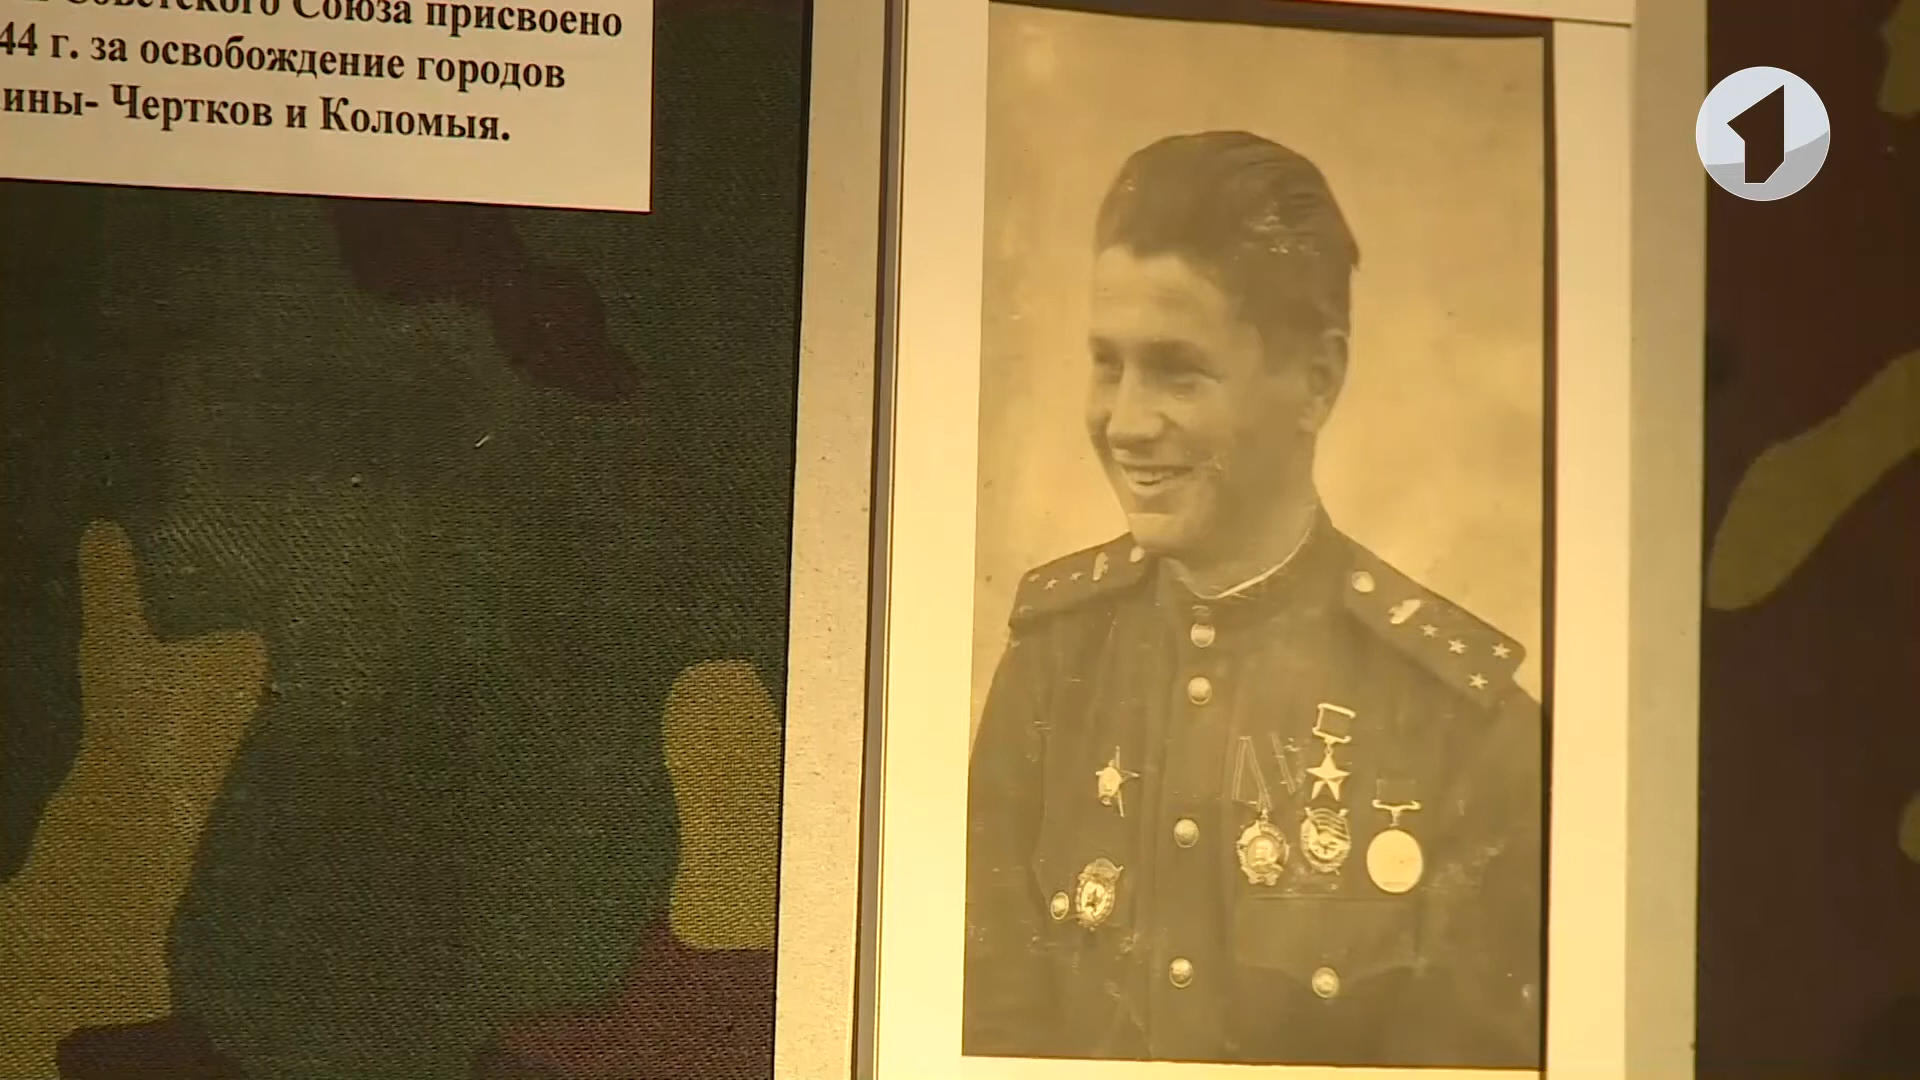 Советского Союза присвоено
44 г. за освобождение городов
ины- Чертков и Коломыя.